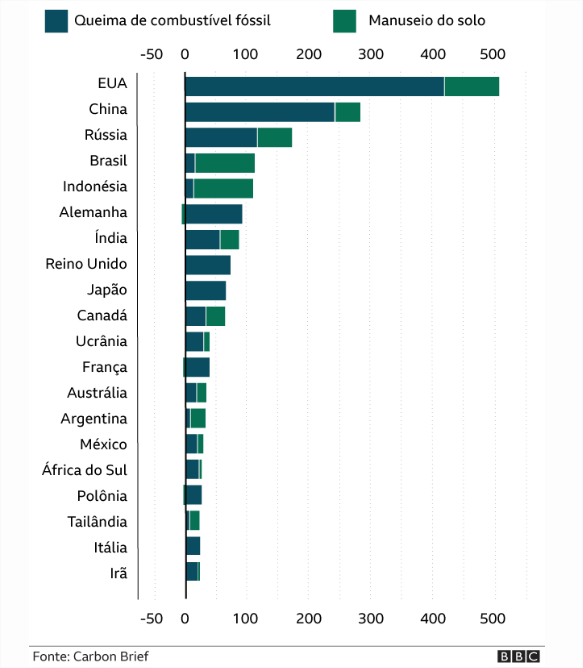 Queima de combustível fóssil Manuseio do solo
-50 0 100 200 300 400 500
EUA
China
Rússia
Brasil
Indonésia
Alemanha
Índia
Reino Unido
Japão
Canadá
Ucrânia
França
Austrália
Argentina
México
África do Sul
Polônia
Tailândia
Itália
Irã
-50 0 100 200 300 400 500
Fonte: Carbon Brief BBC